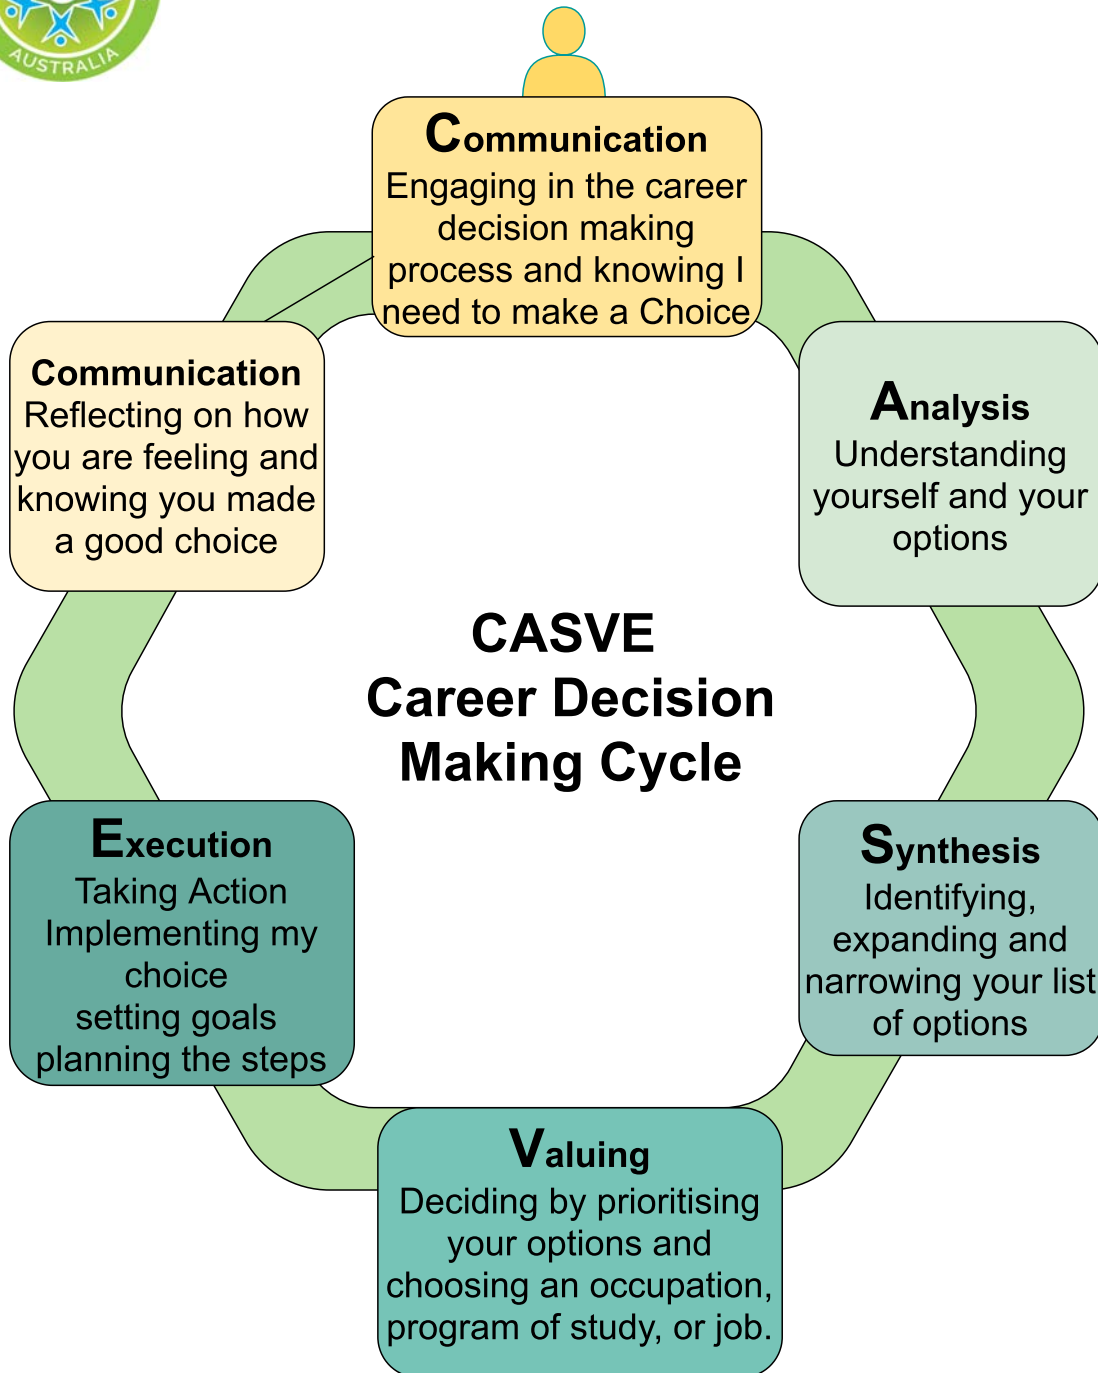 AUSTRALIA
Communication
Engaging in the career
decision making
process and knowing I
need to make a Choice
Analysis
Understanding
yourself and your
options
Synthesis
Identifying,
expanding and
narrowing your list
of options
Valuing
Deciding by prioritising
your options and
choosing an occupation,
program of study, or job.
Execution
Taking Action
Implementing my
choice
setting goals
planning the steps
Communication
Reflecting on how
you are feeling and
knowing you made
a good choice
CASVE
Career Decision
Making Cycle